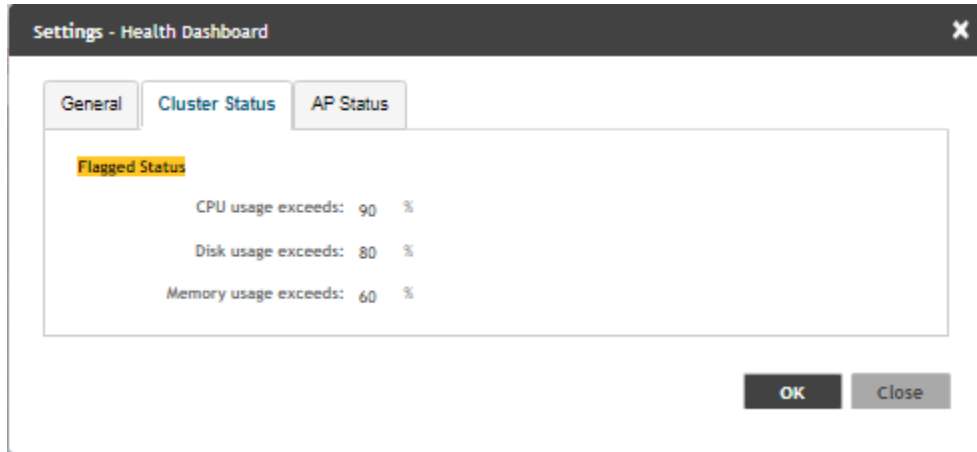 Settings - Health Dashboard
General Cluster Status AP Status
Flagged Status
CPU usage exceeds: 90 %
Disk usage exceeds: 80 %
Memory usage exceeds: 60 %
OK Close